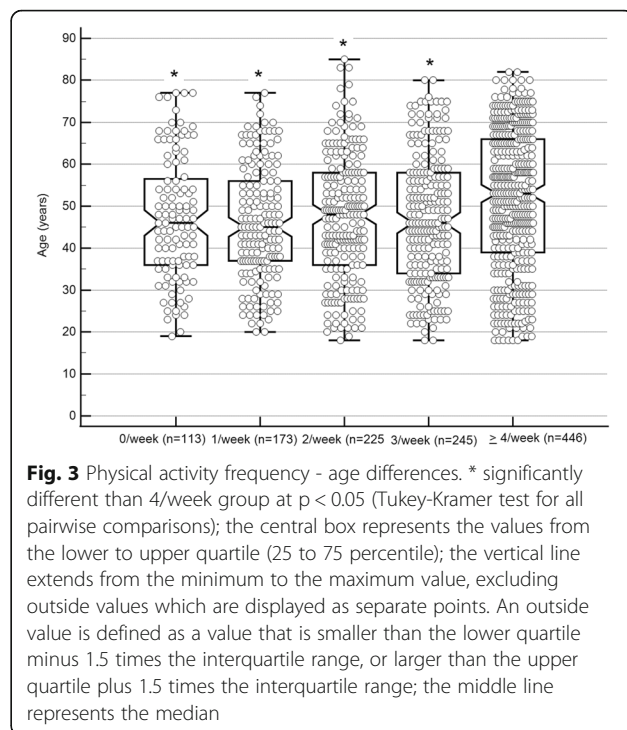 90
80
70
60
50
40
30
20
10
0
Age (years)
* * * *
0/week (n=113) 1/week (n=173) 2/week (n=225 3/week (n=245) ≥ 4/week (n=446)
Fig. 3 Physical activity frequency - age differences. * significantly
different than 4/week group at p < 0.05 (Tukey-Kramer test for all
pairwise comparisons); the central box represents the values from
the lower to upper quartile (25 to 75 percentile); the vertical line
extends from the minimum to the maximum value, excluding
outside values which are displayed as separate points. An outside
value is defined as a value that is smaller than the lower quartile
minus 1.5 times the interquartile range, or larger than the upper
quartile plus 1.5 times the interquartile range; the middle line
represents the median